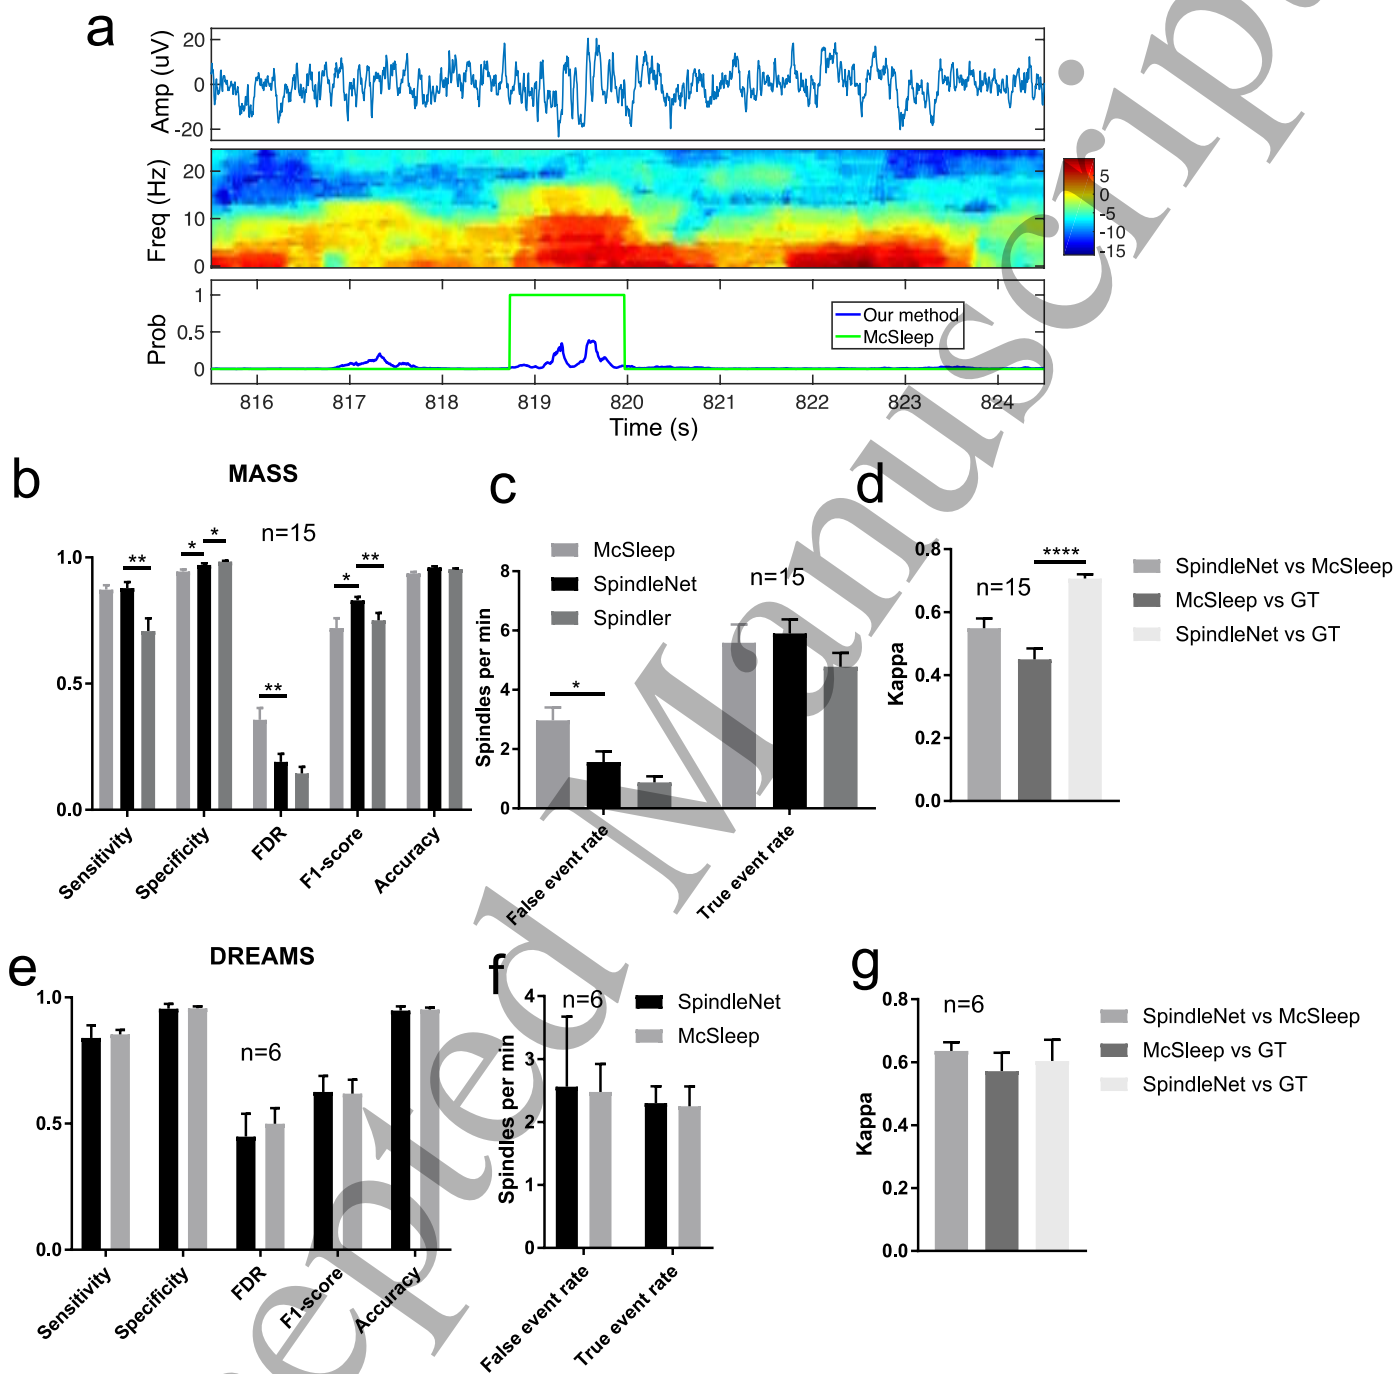 a
Amp (uV)
20
0
-20
Freq (Hz)
20
10
0
5
0
-5
-10
-15
Prob
1
0.5
0
Our method
McSleep
816 817 818 819 820 821 822 823 824
Time (s)
b
MASS
n=15
1.0
0.5
0.0
** * * ** * **
Sensitivity Specificity FDR F1-score Accuracy
c
McSleep
SpindleNet
Spindler
n=15
Spindles per min
8
6
4
2
0
*
False event rate True event rate
d
n=15
****
Kappa
0.8
0.6
0.4
0.2
0.0
SpindleNet vs McSleep
McSleep vs GT
SpindleNet vs GT
e
DREAMS
n=6
1.0
0.5
0.0
Sensitivity Specificity FDR F1-score Accuracy
f
n=6
SpindleNet
McSleep
Spindles per min
4
3
2
1
0
False event rate True event rate
g
n=6
Kappa
0.8
0.6
0.4
0.2
0.0
SpindleNet vs McSleep
McSleep vs GT
SpindleNet vs GT
cepted Manuscrip